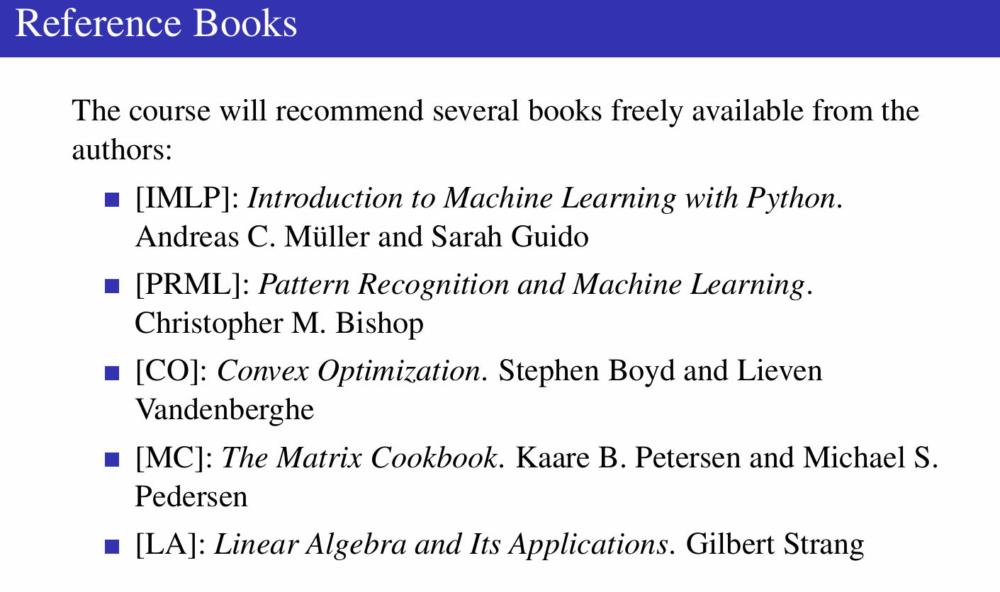 Reference Books
The course will recommend several books freely available from the
authors:
[IMLP]: Introduction to Machine Learning with Python.
Andreas C. Müller and Sarah Guido
[PRML]: Pattern Recognition and Machine Learning.
Christopher M. Bishop
[CO]: Convex Optimization. Stephen Boyd and Lieven
Vandenberghe
[MC]: The Matrix Cookbook. Kaare B. Petersen and Michael S.
Pedersen
[LA]: Linear Algebra and Its Applications. Gilbert Strang